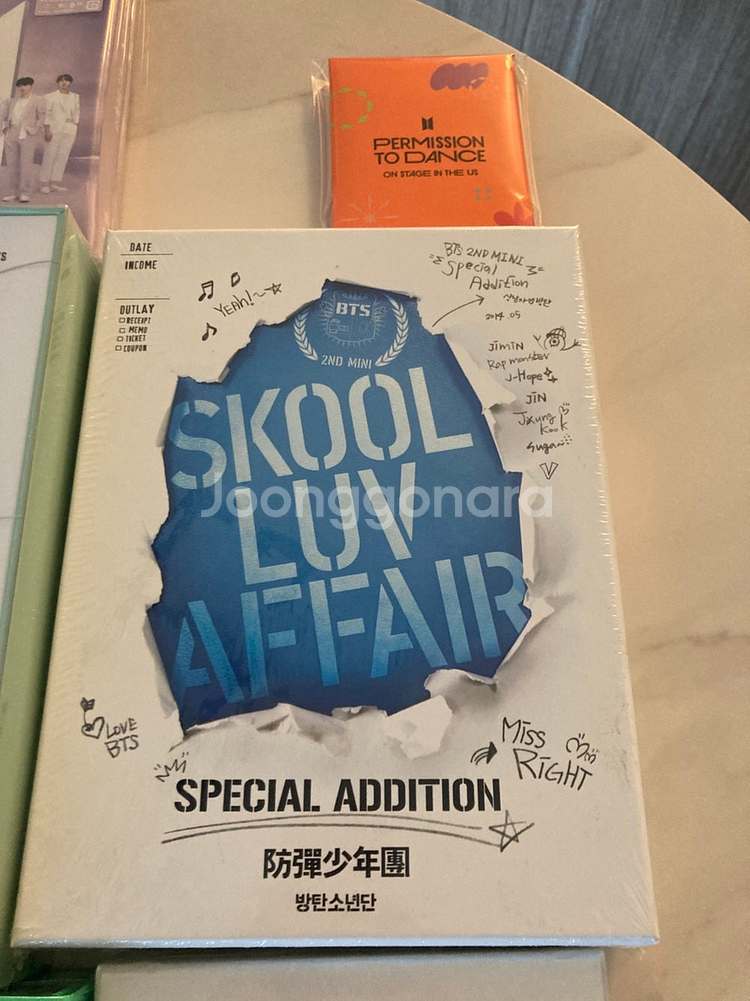 PERMISSION
TO DANCE
ON STAGE IN THE US
DATE
INCOME
OUTLAY
RECEIPT
MEMO
TICKET
COUPON
YEAH!~
BTS 2ND MINI
Special
Addition
2014.05
JIMIN
Rap monster
J-Hope
JIN
Jxung
Kook
Suga
BTS
2ND MINI
SKOOL
LUV
AFFAIR
Joonggonara
LOVE
BTS
MISS
RIGHT
SPECIAL ADDITION
防彈少年團
방탄소년단